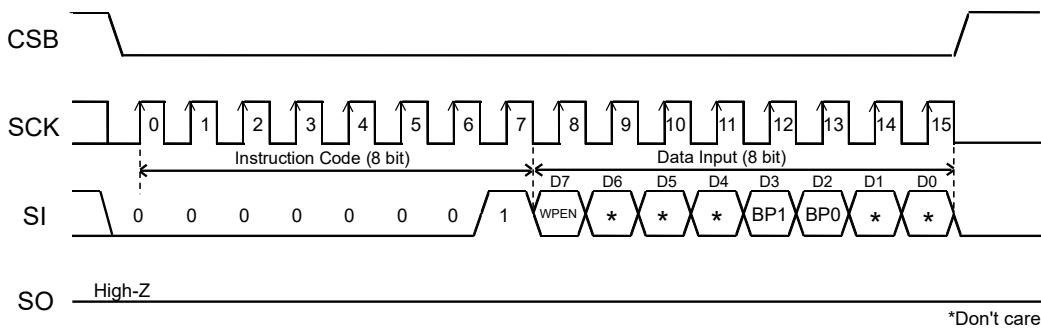 CSB
SCK 0 1 2 3 4 5 6 7 8 9 10 11 12 13 14 15
Instruction Code (8 bit) Data Input (8 bit)
D7 D6 D5 D4 D3 D2 D1 D0
SI 0 0 0 0 0 0 0 1 WPEN * * * BP1 BP0 * *
High-Z
SO
*Don't care